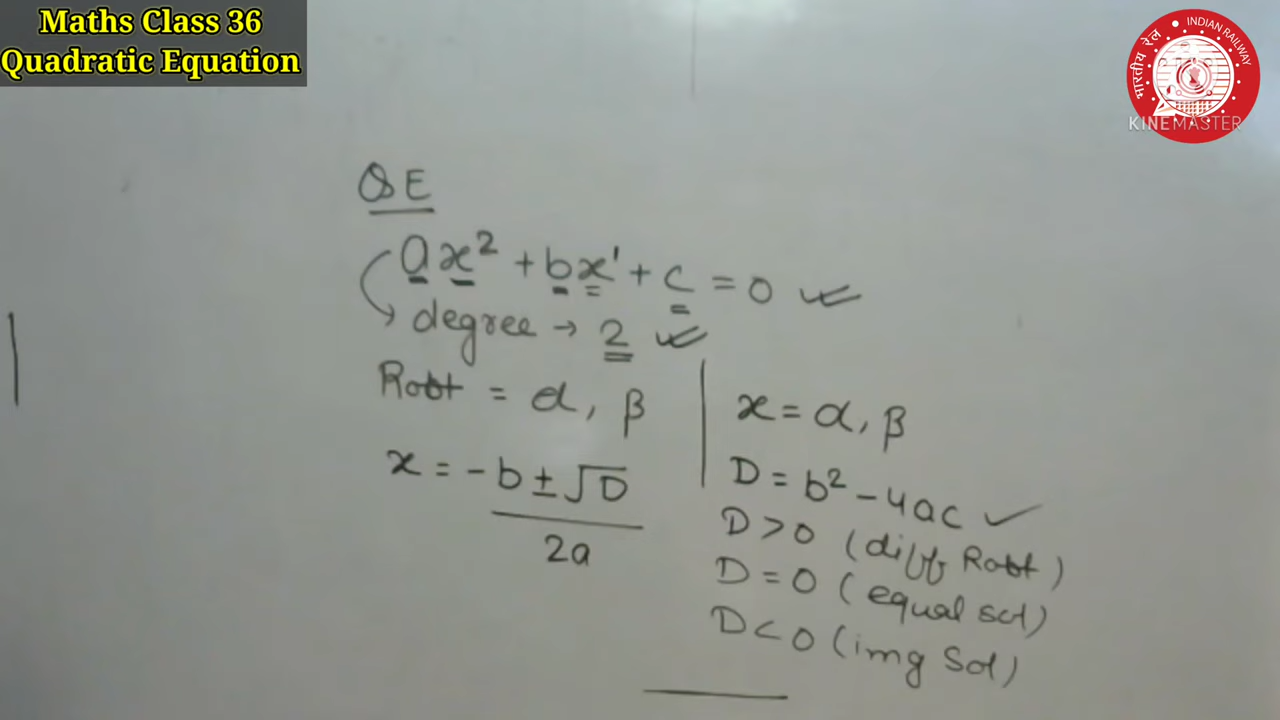 Maths Class 36
Quadratic Equation
भारतीय रेल INDIAN RAILWAY
KINEMASTER
QE
ax² + bx¹ + c = 0 ✓
→ degree → 2 ✓
Root = α, β
x = -b ± √D / 2a
x = α, β
D = b² - 4ac ✓
D > 0 (diff Root)
D = 0 (equal sol)
D < 0 (img Sol)